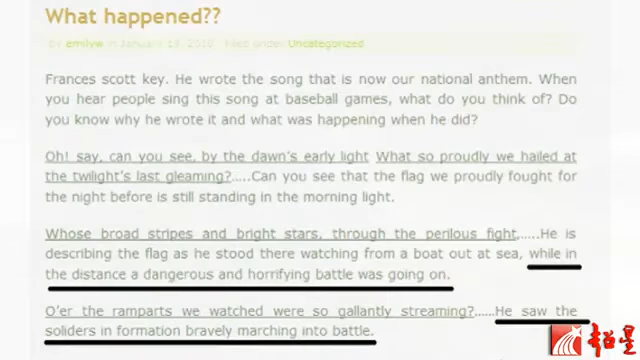 What happened??
by emilyw in January 13, 2010 Filed under Uncategorized
Frances scott key. He wrote the song that is now our national anthem. When
you hear people sing this song at baseball games, what do you think of? Do
you know why he wrote it and what was happening when he did?
Oh! say, can you see, by the dawn's early light What so proudly we hailed at
the twilight's last gleaming?.....Can you see that the flag we proudly fought for
the night before is still standing in the morning light.
Whose broad stripes and bright stars, through the perilous fight,.....He is
describing the flag as he stood there watching from a boat out at sea, while in
the distance a dangerous and horrifying battle was going on.
O'er the ramparts we watched were so gallantly streaming?......He saw the
soliders in formation bravely marching into battle.